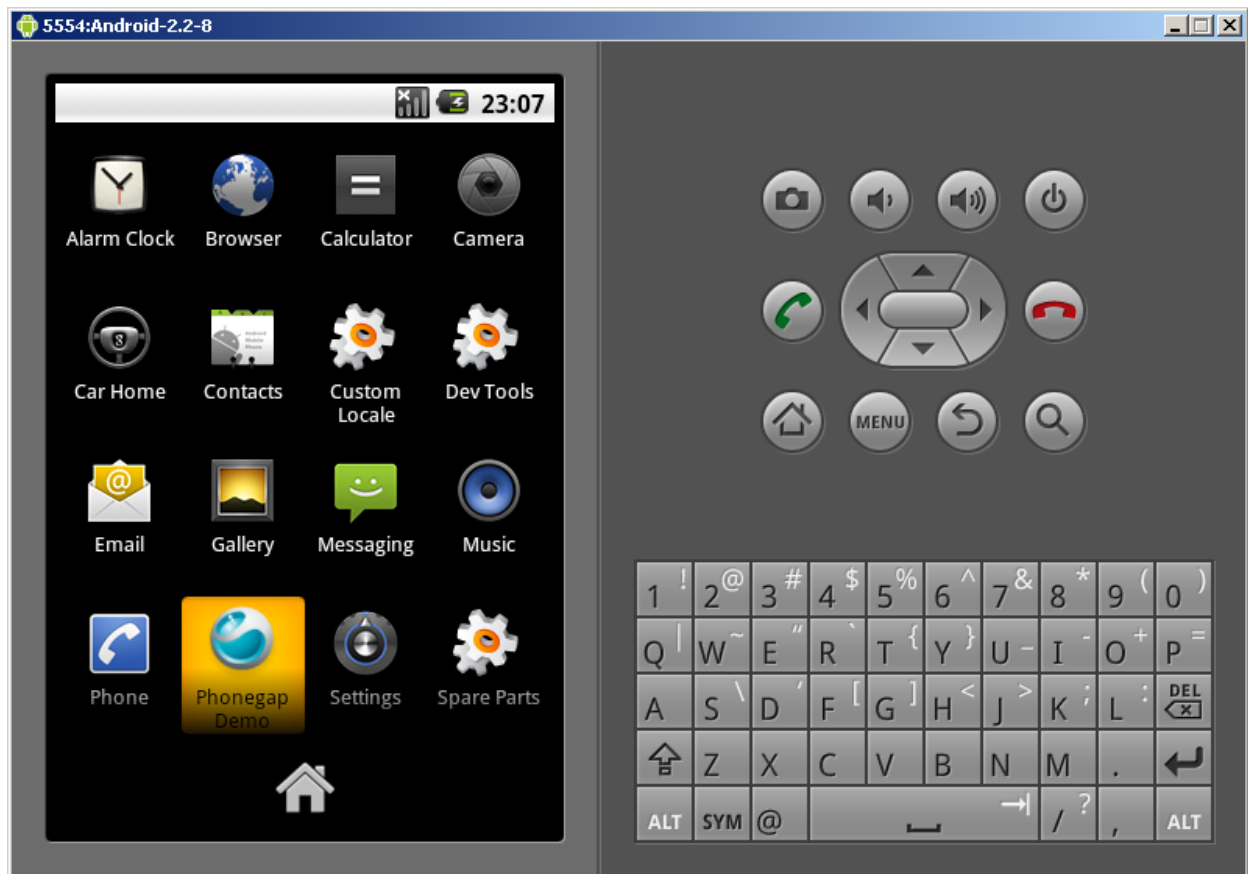 5554:Android-2.2-8
23:07
Alarm Clock
Browser
Calculator
Camera
Car Home
Contacts
Custom
Locale
Dev Tools
Email
Gallery
Messaging
Music
Phone
Phonegap
Demo
Settings
Spare Parts
MENU
1 ! 2 @ 3 # 4 $ 5 % 6 ^ 7 & 8 * 9 ( 0 )
Q | W ~ E " R ` T { Y } U _ I - O + P =
A S \ D ' F [ G ] H < J > K ; L : DEL
Z X C V B N M .
ALT SYM @ / ? , ALT